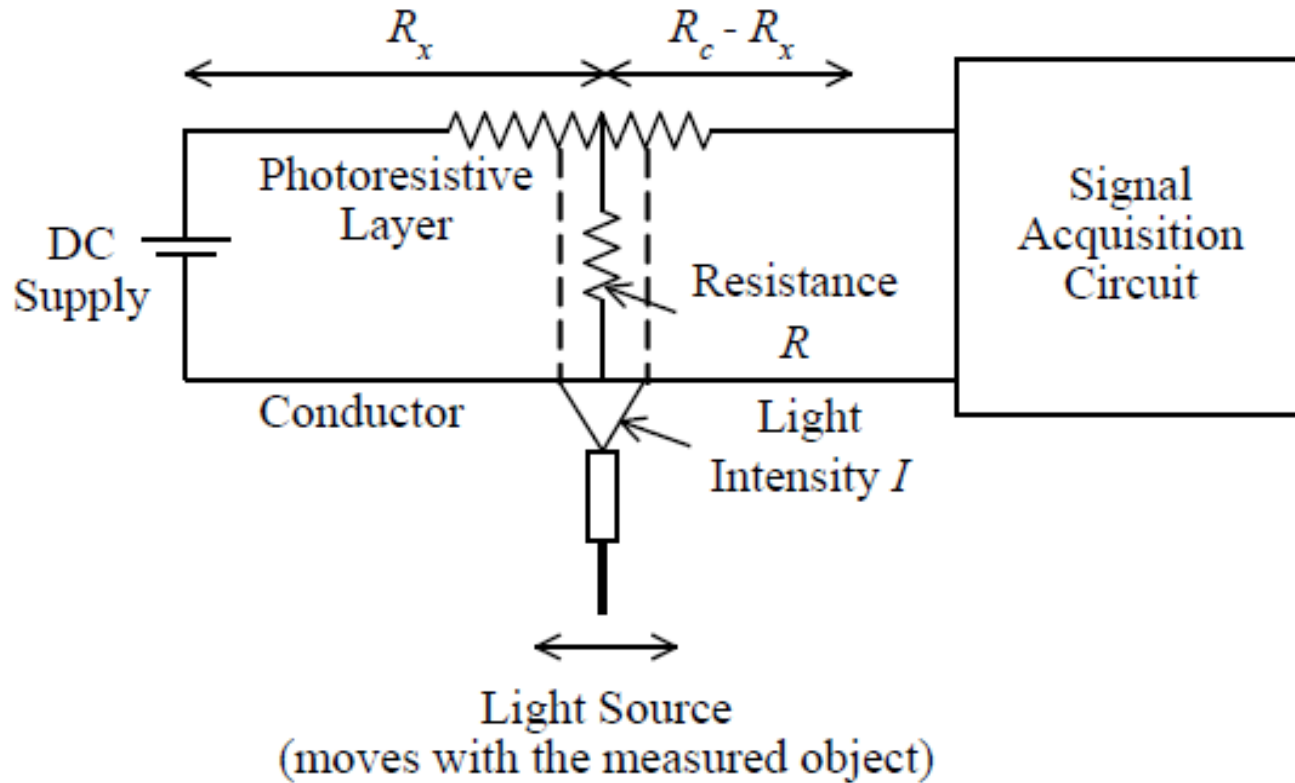 R_x
R_c - R_x
Photoresistive
Layer
DC
Supply
Resistance
R
Signal
Acquisition
Circuit
Conductor
Light
Intensity I
Light Source
(moves with the measured object)